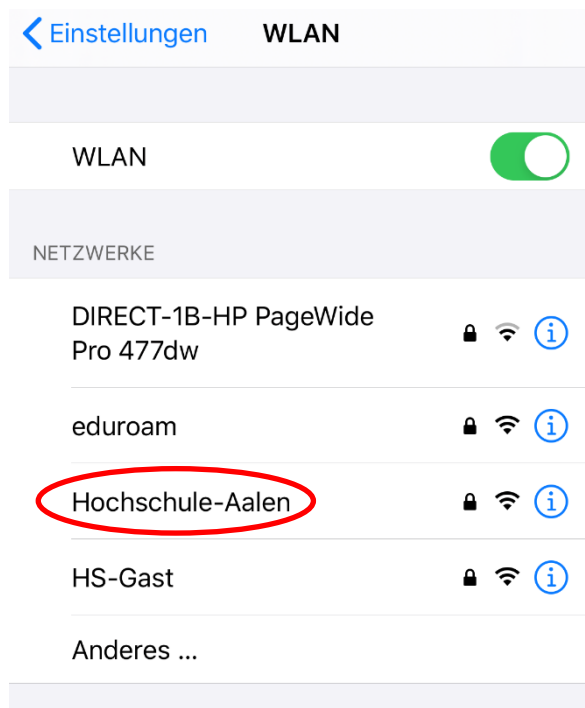 Einstellungen WLAN
WLAN
NETZWERKE
DIRECT-1B-HP PageWide
Pro 477dw
eduroam
Hochschule-Aalen
HS-Gast
Anderes ...